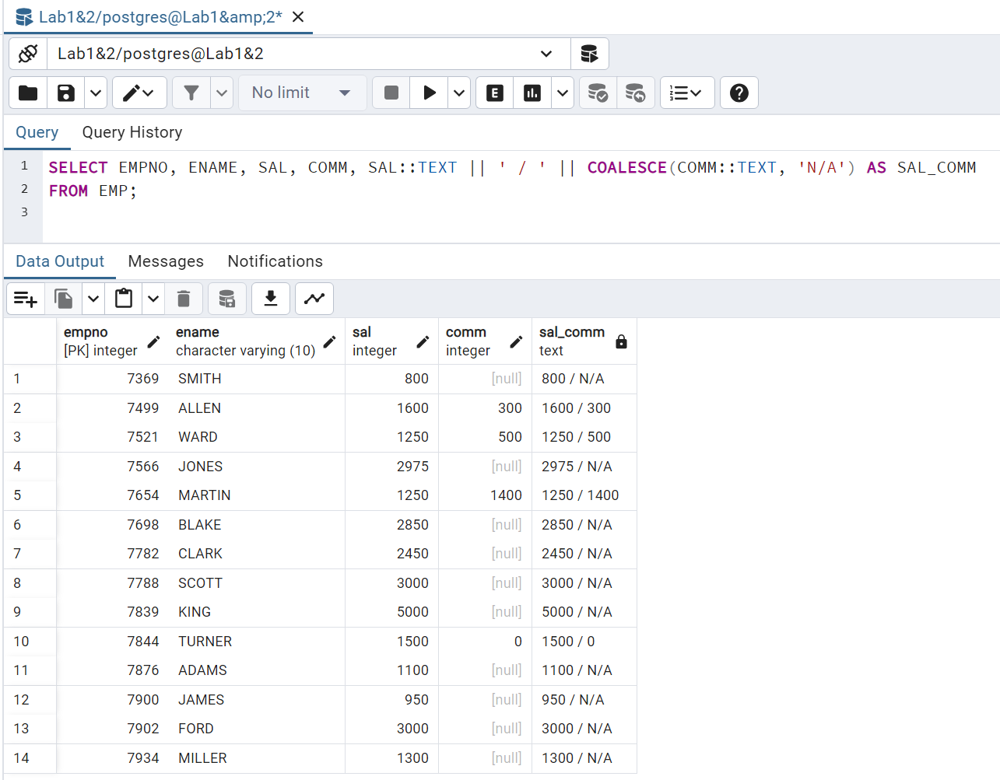 Lab1&2/postgres@Lab1&amp;2*
Lab1&2/postgres@Lab1&2
No limit
E
Query Query History
1 SELECT EMPNO, ENAME, SAL, COMM, SAL::TEXT || ' / ' || COALESCE(COMM::TEXT, 'N/A') AS SAL_COMM
2 FROM EMP;
3
Data Output Messages Notifications
empno ename sal comm sal_comm
[PK] integer character varying (10) integer integer text
1 7369 SMITH 800 [null] 800 / N/A
2 7499 ALLEN 1600 300 1600 / 300
3 7521 WARD 1250 500 1250 / 500
4 7566 JONES 2975 [null] 2975 / N/A
5 7654 MARTIN 1250 1400 1250 / 1400
6 7698 BLAKE 2850 [null] 2850 / N/A
7 7782 CLARK 2450 [null] 2450 / N/A
8 7788 SCOTT 3000 [null] 3000 / N/A
9 7839 KING 5000 [null] 5000 / N/A
10 7844 TURNER 1500 0 1500 / 0
11 7876 ADAMS 1100 [null] 1100 / N/A
12 7900 JAMES 950 [null] 950 / N/A
13 7902 FORD 3000 [null] 3000 / N/A
14 7934 MILLER 1300 [null] 1300 / N/A